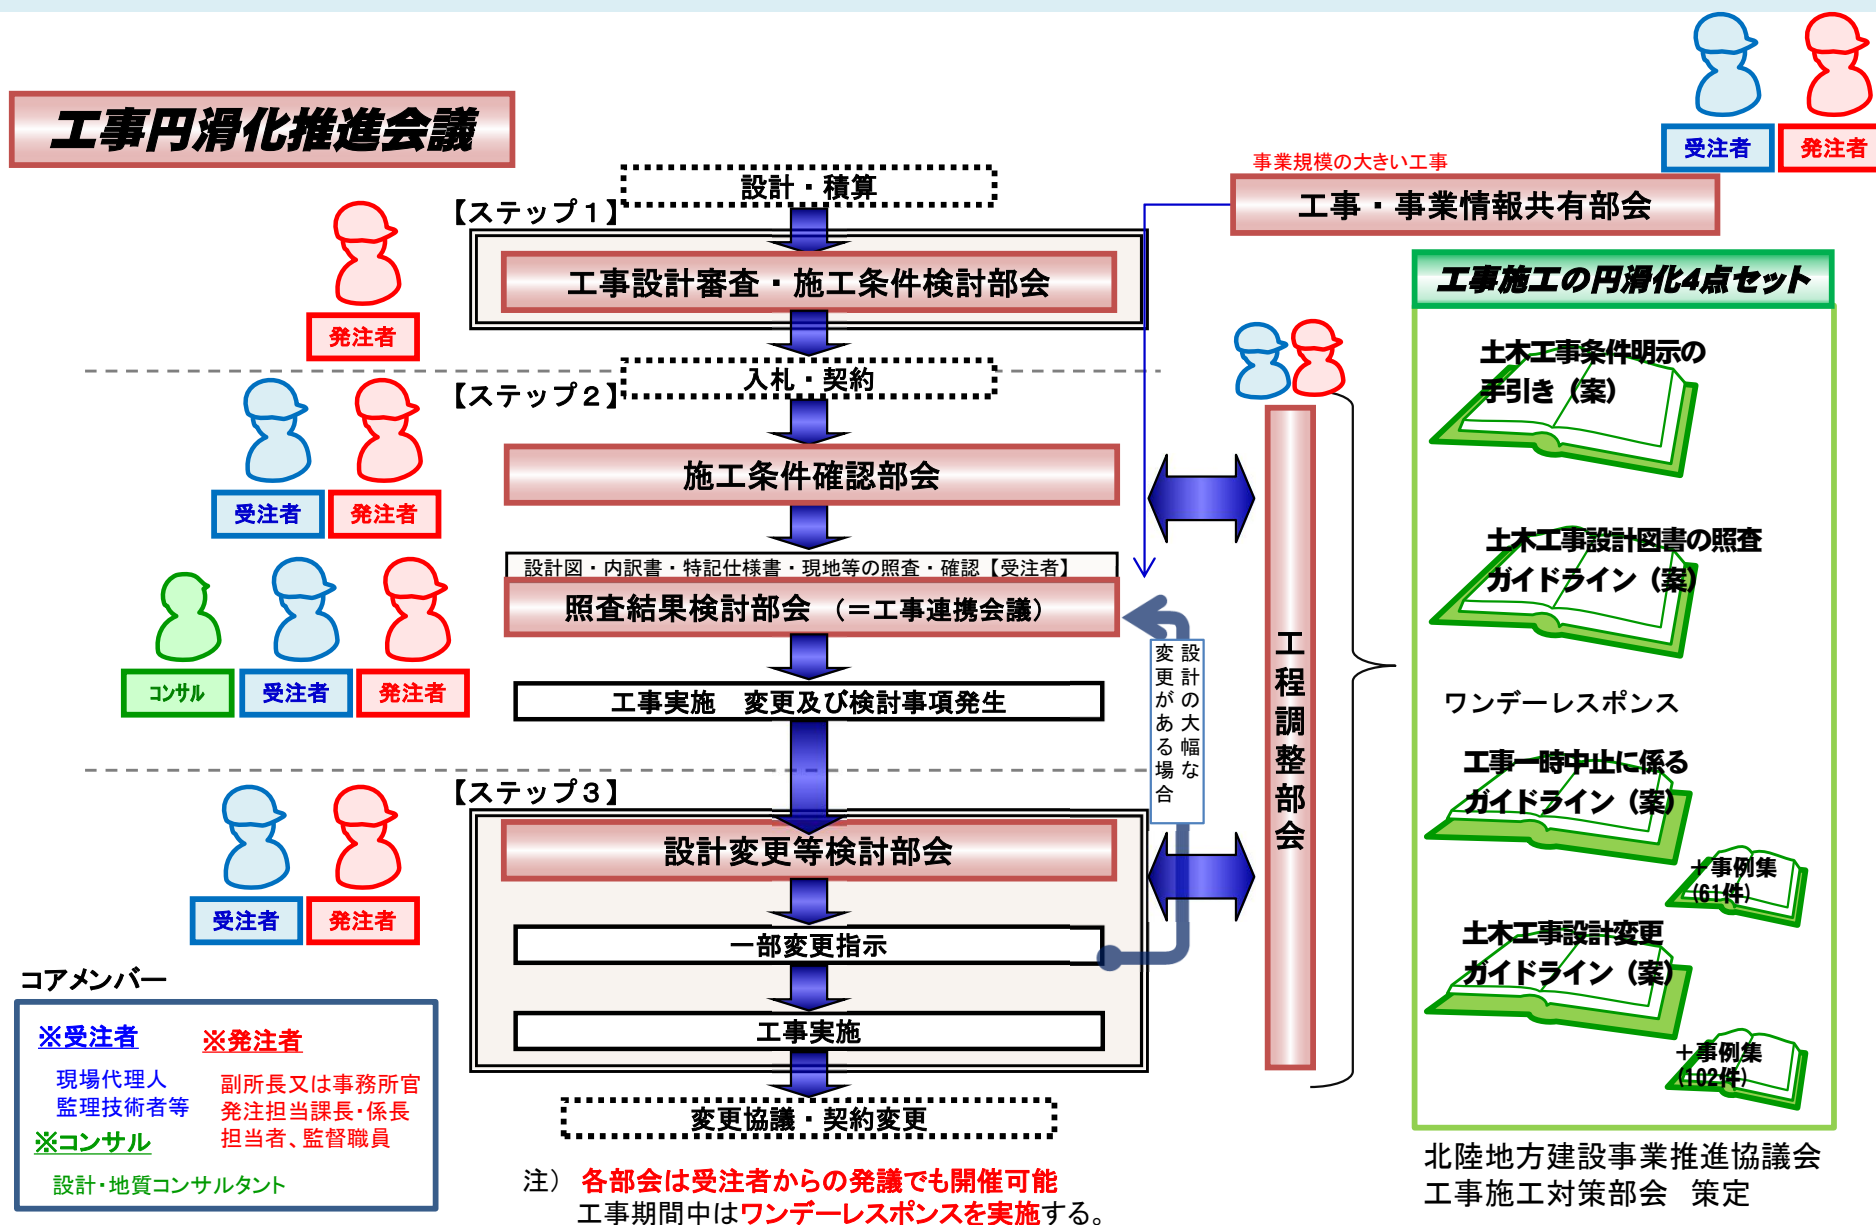 工事円滑化推進会議
受注者
発注者
事業規模の大きい工事
工事・事業情報共有部会
設計・積算
【ステップ１】
工事設計審査・施工条件検討部会
発注者
入札・契約
【ステップ２】
施工条件確認部会
受注者
発注者
設計図・内訳書・特記仕様書・現地等の照査・確認【受注者】
照査結果検討部会 （＝工事連携会議）
コンサル
受注者
発注者
工事実施　変更及び検討事項発生
設計の大幅な
変更がある場合
工程調整部会
【ステップ３】
設計変更等検討部会
受注者
発注者
一部変更指示
工事実施
変更協議・契約変更
注） 各部会は受注者からの発議でも開催可能
工事期間中はワンデーレスポンスを実施する。
コアメンバー
※受注者
現場代理人
監理技術者等
※発注者
副所長又は事務所官
発注担当課長・係長
担当者、監督職員
※コンサル
設計・地質コンサルタント
工事施工の円滑化4点セット
土木工事条件明示の
手引き（案）
土木工事設計図書の照査
ガイドライン（案）
ワンデーレスポンス
工事一時中止に係る
ガイドライン（案）
＋事例集
(61件)
土木工事設計変更
ガイドライン（案）
＋事例集
(102件)
北陸地方建設事業推進協議会
工事施工対策部会　策定